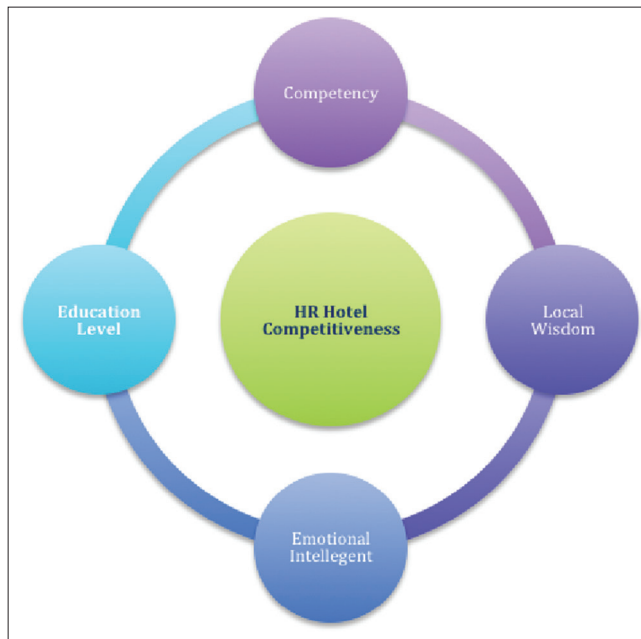 Competency
Education
Level
HR Hotel
Competitiveness
Local
Wisdom
Emotional
Intellegent